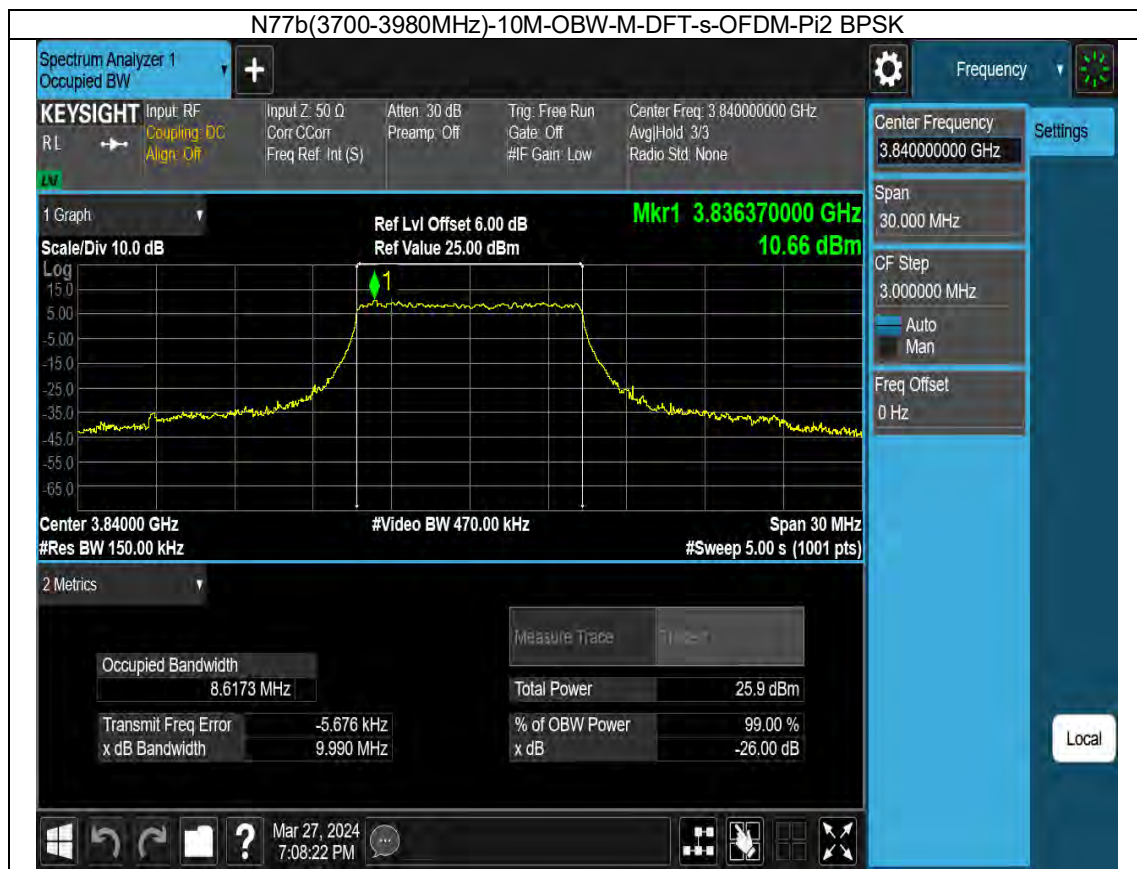 N77b(3700-3980MHz)-10M-OBW-M-DFT-s-OFDM-Pi2 BPSK
Spectrum Analyzer 1
Occupied BW
+
Frequency
KEYSIGHT
RL
Input: RF
Coupling: DC
Align: Off
Input Z: 50 Ω
Corr CCorr
Freq Ref: Int (S)
Atten: 30 dB
Preamp: Off
Trig: Free Run
Gate: Off
#IF Gain: Low
Center Freq: 3.840000000 GHz
Avg|Hold: 3/3
Radio Std: None
Center Frequency
3.840000000 GHz
Settings
Span
30.000 MHz
CF Step
3.000000 MHz
Auto
Man
Freq Offset
0 Hz
1 Graph
Scale/Div 10.0 dB
Ref Lvl Offset 6.00 dB
Ref Value 25.00 dBm
Mkr1 3.836370000 GHz
10.66 dBm
Log
15.0
5.00
-5.00
-15.0
-25.0
-35.0
-45.0
-55.0
-65.0
1
Center 3.84000 GHz
#Res BW 150.00 kHz
#Video BW 470.00 kHz
Span 30 MHz
#Sweep 5.00 s (1001 pts)
2 Metrics
Measure Trace
Occupied Bandwidth
8.6173 MHz
Total Power 25.9 dBm
Transmit Freq Error -5.676 kHz
% of OBW Power 99.00 %
x dB Bandwidth 9.990 MHz
x dB -26.00 dB
Local
?
Mar 27, 2024
7:08:22 PM